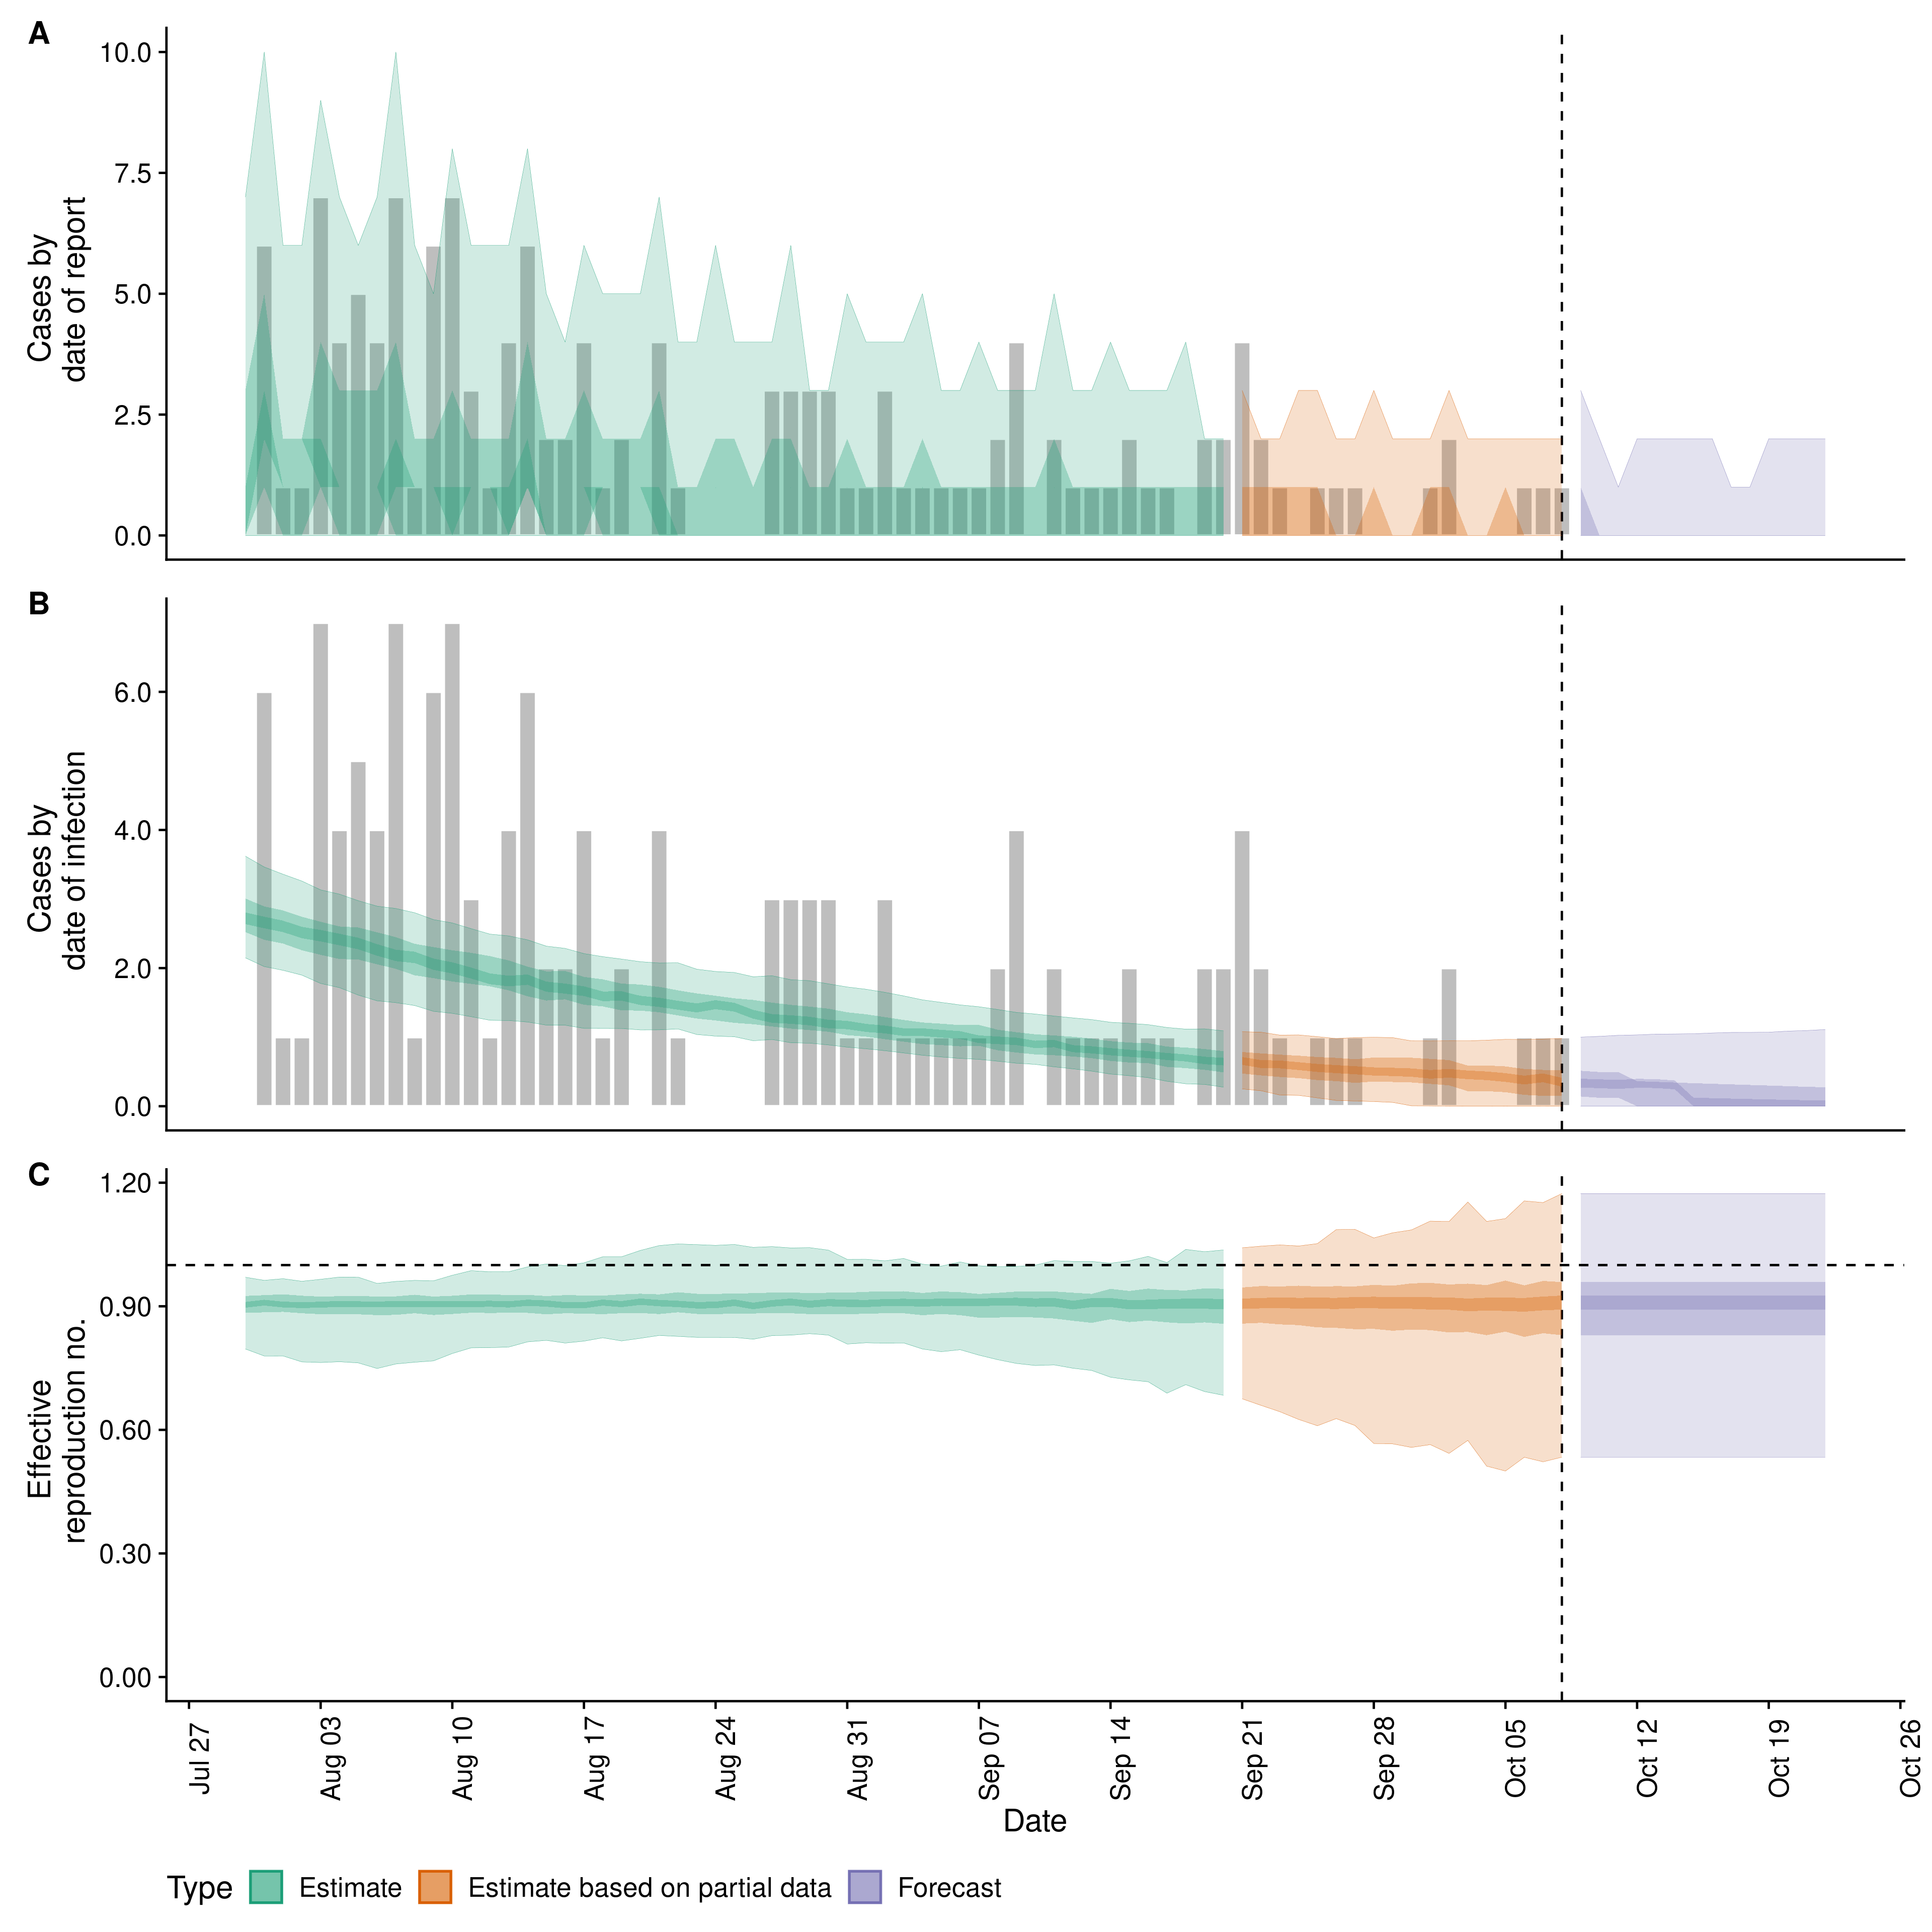 A
Cases by
date of report
10.0
7.5
5.0
2.5
0.0
B
Cases by
date of infection
6.0
4.0
2.0
0.0
C
Effective
reproduction no.
1.20
0.90
0.60
0.30
0.00
Jul 27
Aug 03
Aug 10
Aug 17
Aug 24
Aug 31
Sep 07
Sep 14
Sep 21
Sep 28
Oct 05
Oct 12
Oct 19
Oct 26
Date
Type Estimate Estimate based on partial data Forecast